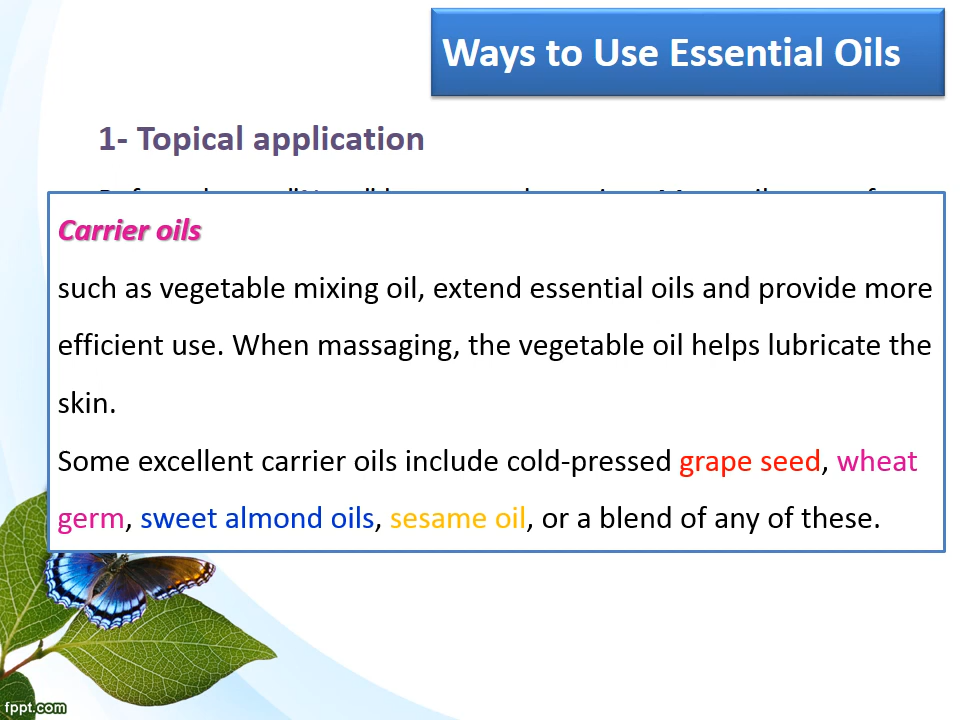 Ways to Use Essential Oils
1- Topical application
Carrier oils
such as vegetable mixing oil, extend essential oils and provide more
efficient use. When massaging, the vegetable oil helps lubricate the
skin.
Some excellent carrier oils include cold-pressed grape seed, wheat
germ, sweet almond oils, sesame oil, or a blend of any of these.
fppt.com